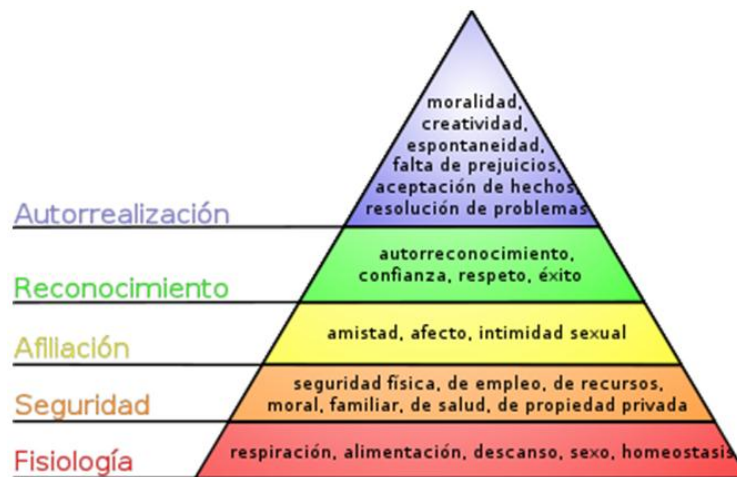 moralidad,
creatividad,
espontaneidad,
falta de prejuicios,
aceptación de hechos,
resolución de problemas
Autorrealización
autorreconocimiento,
confianza, respeto, éxito
Reconocimiento
amistad, afecto, intimidad sexual
Afiliación
seguridad física, de empleo, de recursos,
moral, familiar, de salud, de propiedad privada
Seguridad
respiración, alimentación, descanso, sexo, homeostasis
Fisiología